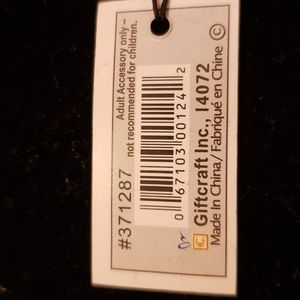 Adult Accessory only –
not recommended for children.
#371287
0 67103 00124 2
Giftcraft Inc., 14072
Made In China / Fabriqué en Chine ©